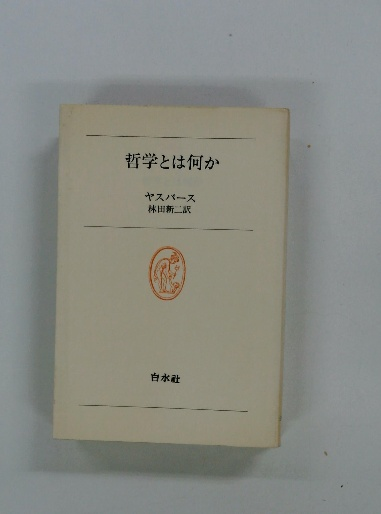 哲学とは何か
ヤスパース
林田新二訳
白水社